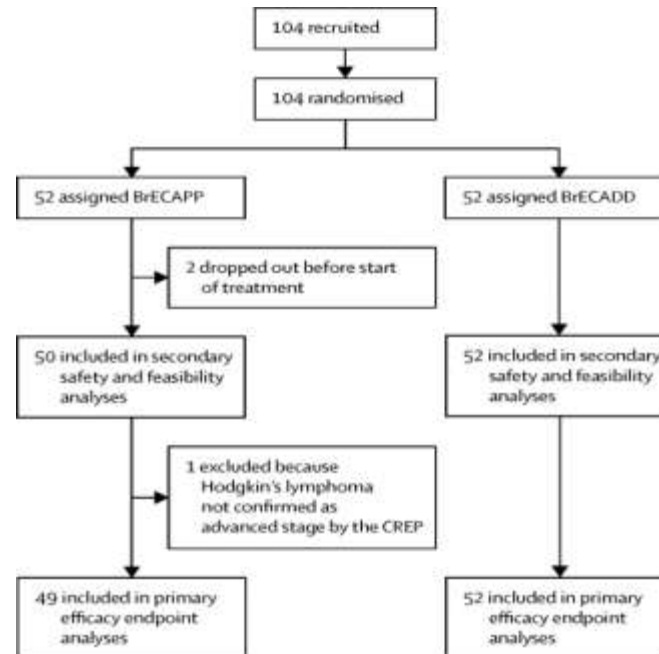 104 recruited
104 randomised
52 assigned BrECAPP
52 assigned BrECADD
2 dropped out before start
of treatment
50 included in secondary
safety and feasibility
analyses
52 included in secondary
safety and feasibility
analyses
1 excluded because
Hodgkin's lymphoma
not confirmed as
advanced stage by the CREP
49 included in primary
efficacy endpoint
analyses
52 included in primary
efficacy endpoint
analyses